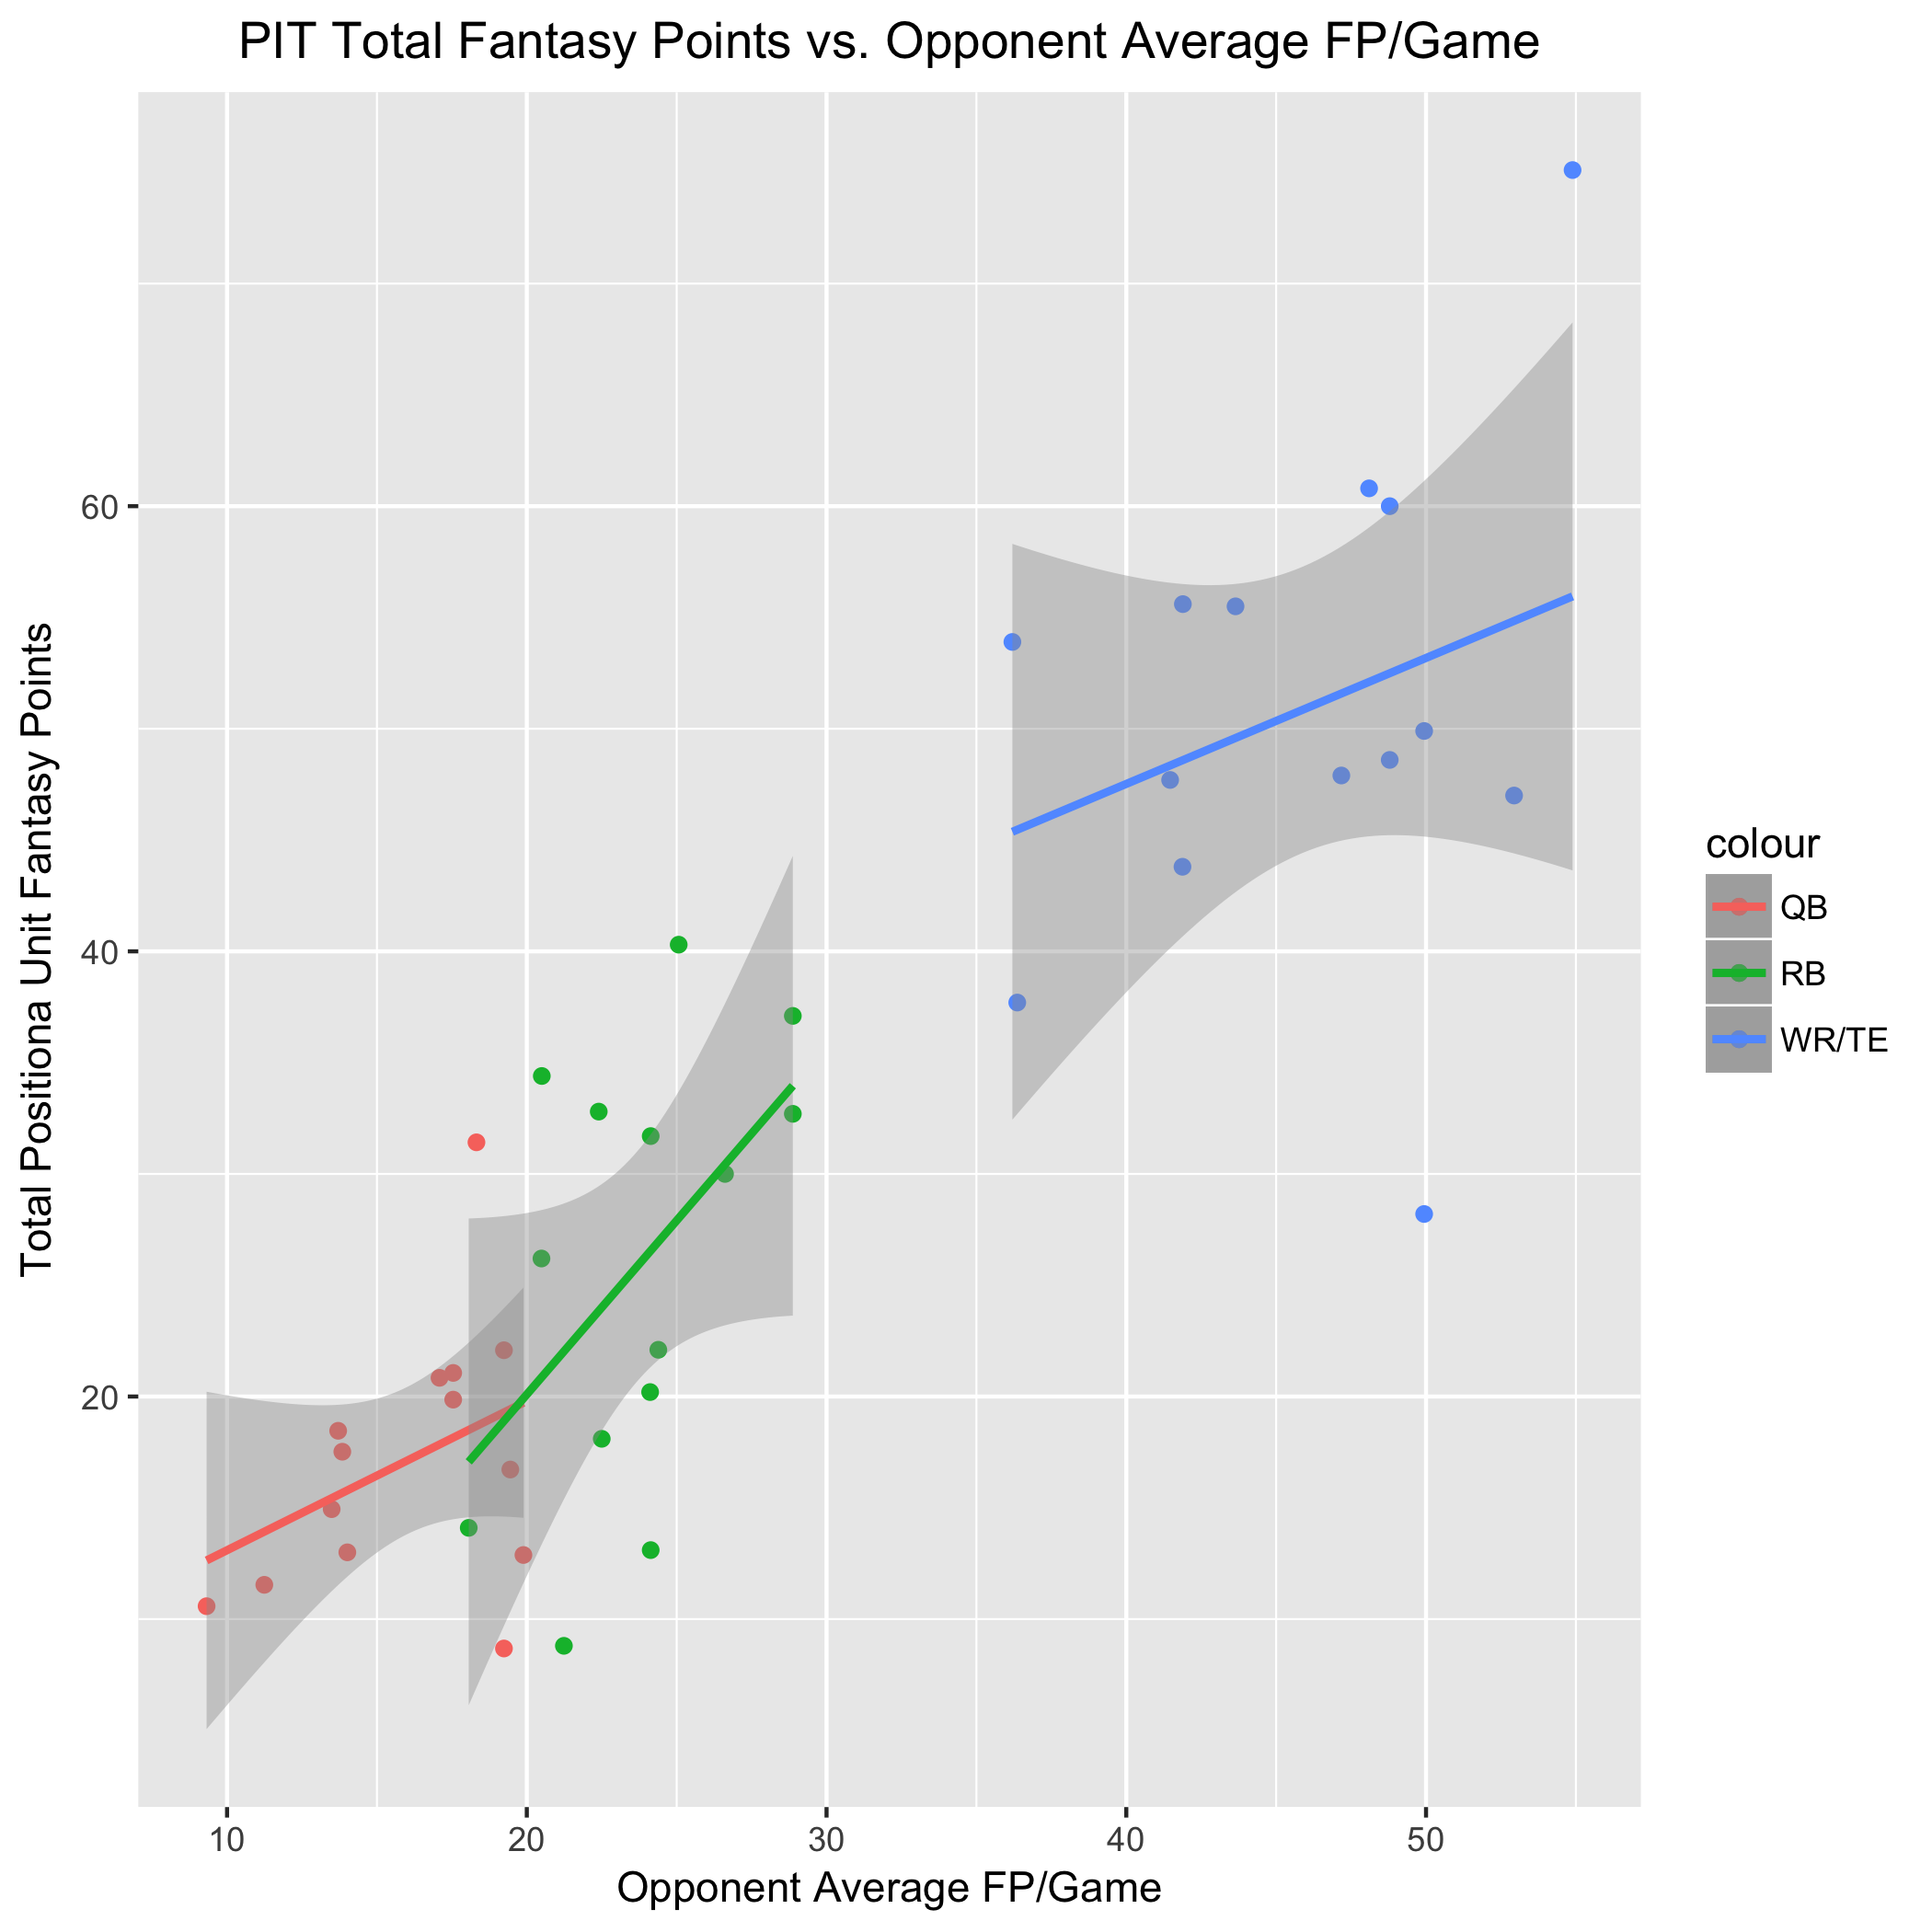 PIT Total Fantasy Points vs. Opponent Average FP/Game
Total Positiona Unit Fantasy Points
60
40
20
10 20 30 40 50
Opponent Average FP/Game
colour
QB
RB
WR/TE